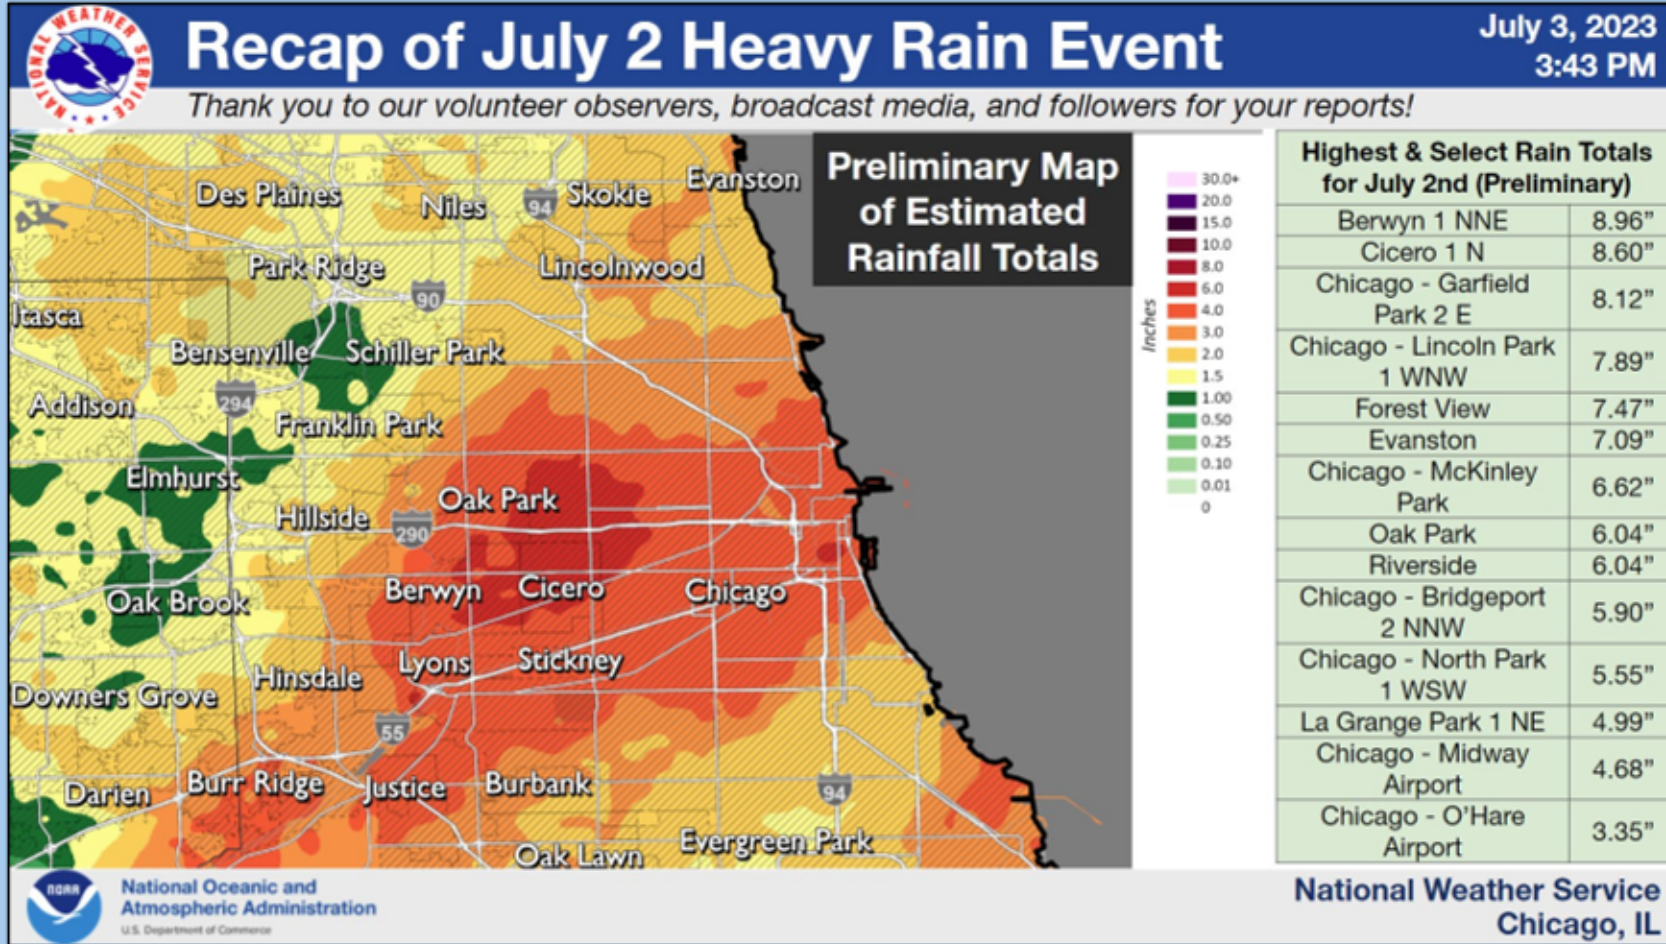 NATIONAL WEATHER SERVICE
Recap of July 2 Heavy Rain Event
July 3, 2023
3:43 PM
Thank you to our volunteer observers, broadcast media, and followers for your reports!
Preliminary Map
of Estimated
Rainfall Totals
Des Plaines
Niles
94
Skokie
Evanston
Park Ridge
90
Lincolnwood
Itasca
Bensenville
Schiller Park
Addison
294
Franklin Park
Elmhurst
Hillside
290
Oak Park
Oak Brook
Berwyn
Cicero
Chicago
Downers Grove
Hinsdale
Lyons
Stickney
55
Darien
Burr Ridge
Justice
Burbank
94
Oak Lawn
Evergreen Park
Inches
30.0+
20.0
15.0
10.0
8.0
6.0
4.0
3.0
2.0
1.5
1.00
0.50
0.25
0.10
0.01
0
Highest & Select Rain Totals
for July 2nd (Preliminary)
Berwyn 1 NNE 8.96”
Cicero 1 N 8.60”
Chicago - Garfield
Park 2 E 8.12”
Chicago - Lincoln Park
1 WNW 7.89”
Forest View 7.47”
Evanston 7.09”
Chicago - McKinley
Park 6.62”
Oak Park 6.04”
Riverside 6.04”
Chicago - Bridgeport
2 NNW 5.90”
Chicago - North Park
1 WSW 5.55”
La Grange Park 1 NE 4.99”
Chicago - Midway
Airport 4.68”
Chicago - O’Hare
Airport 3.35”
NOAA
National Oceanic and
Atmospheric Administration
U.S. Department of Commerce
National Weather Service
Chicago, IL